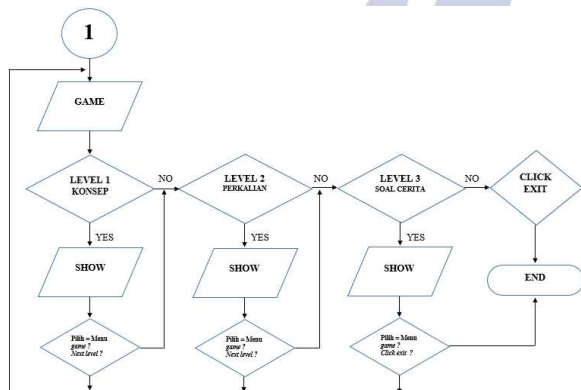 1
GAME
LEVEL 1
KONSEP
NO
LEVEL 2
PERKALIAN
NO
LEVEL 3
SOAL CERITA
NO
CLICK
EXIT
YES
YES
YES
SHOW
SHOW
SHOW
END
Pilih = Menu
game ?
Next level ?
Pilih = Menu
game ?
Next level ?
Pilih = Menu
game ?
Click exit ?